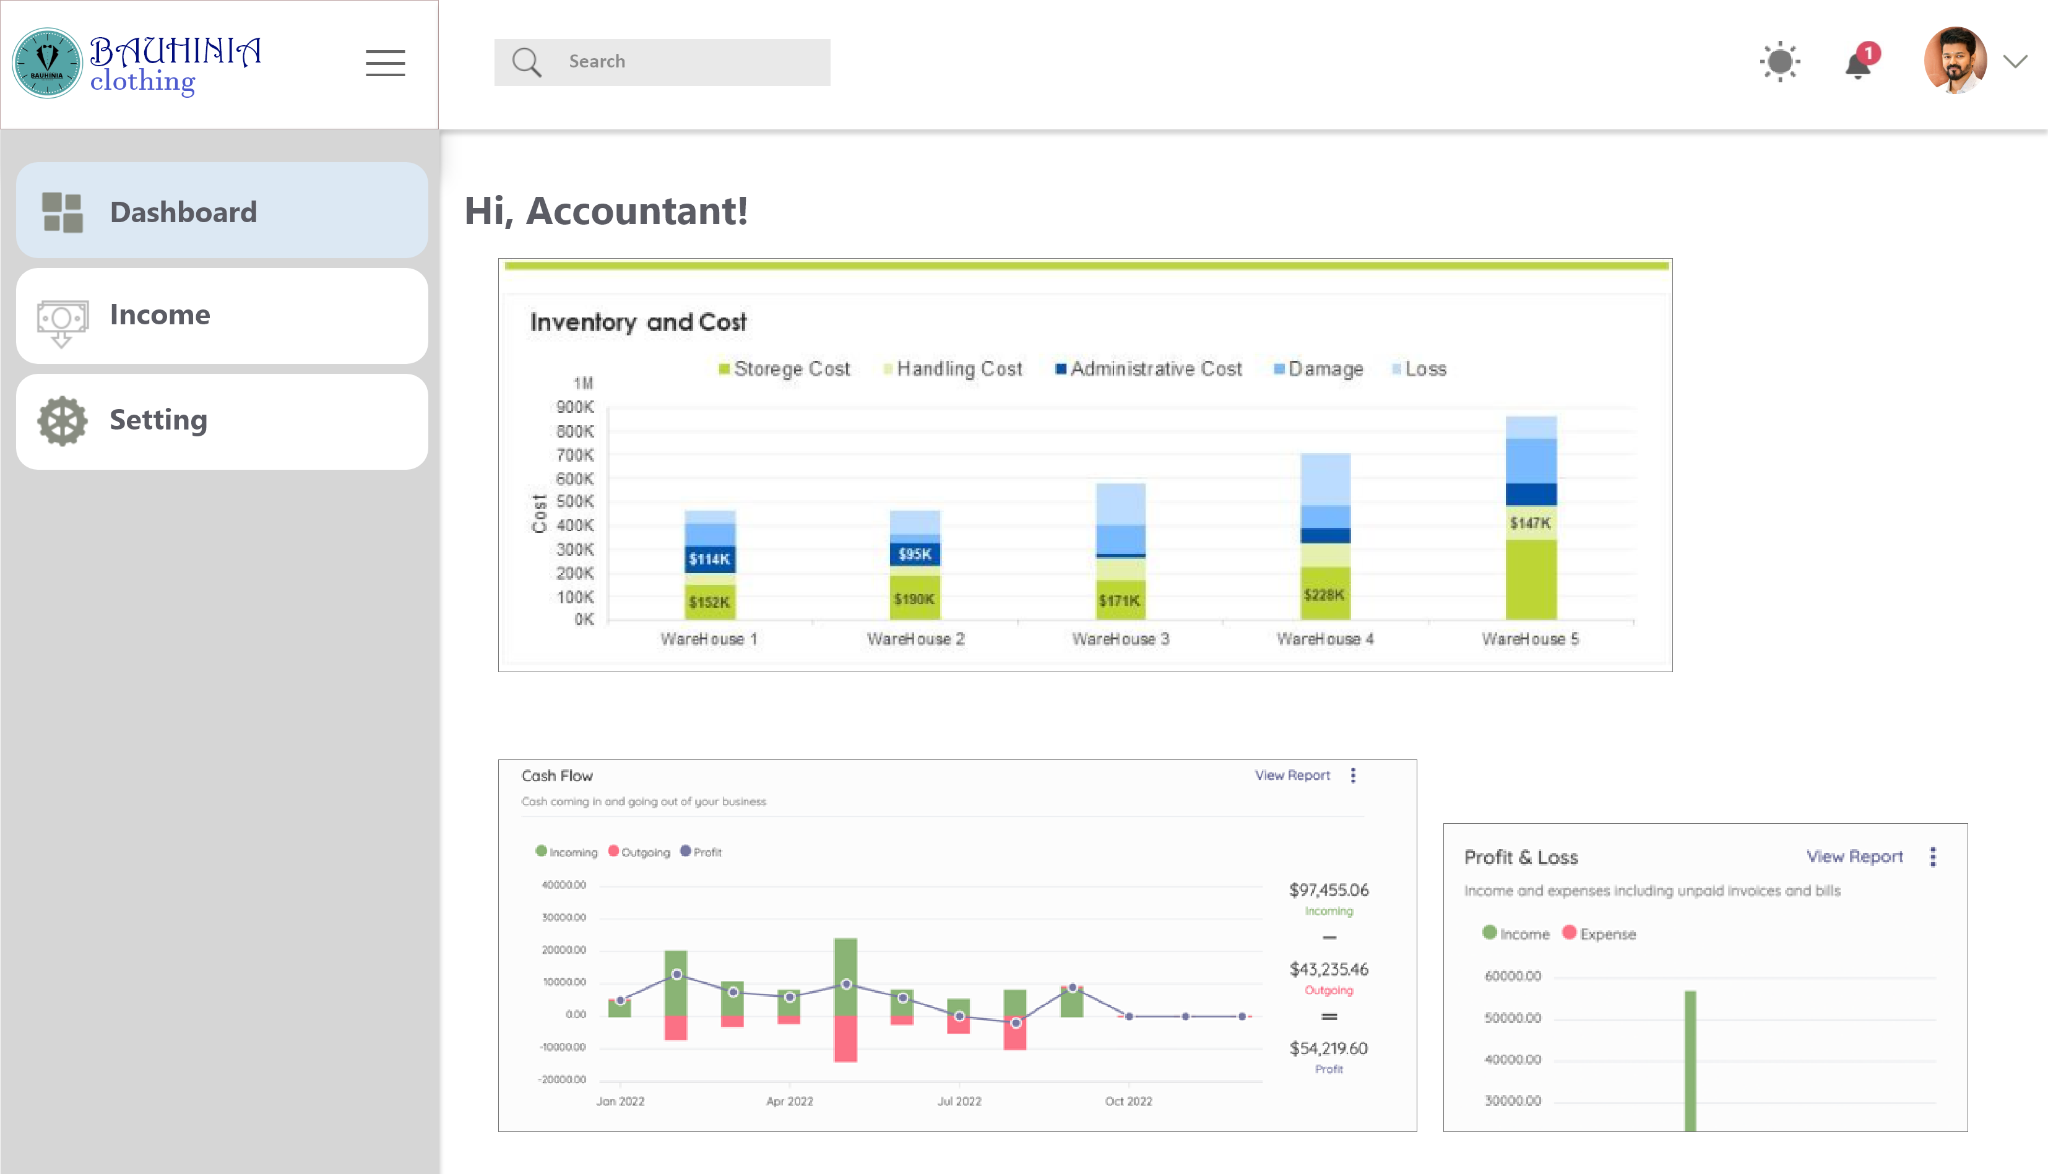 BAUHINIA
clothing
BAUHINIA
Search
1
Dashboard
Income
Setting
Hi, Accountant!
Inventory and Cost
Storege Cost Handling Cost Administrative Cost Damage Loss
1M
900K
800K
700K
600K
500K
400K
300K
200K
100K
0K
Cost
$114K
$152K
$95K
$190K
$171K
$228K
$147K
WareHouse 1 WareHouse 2 WareHouse 3 WareHouse 4 WareHouse 5
Cash Flow
View Report
Cash coming in and going out of your business
Incoming Outgoing Profit
40000.00
30000.00
20000.00
10000.00
0.00
-10000.00
-20000.00
Jan 2022 Apr 2022 Jul 2022 Oct 2022
$97,455.06
Incoming
$43,235.46
Outgoing
=
$54,219.60
Profit
Profit & Loss
View Report
Income and expenses including unpaid invoices and bills
Income Expense
60000.00
50000.00
40000.00
30000.00